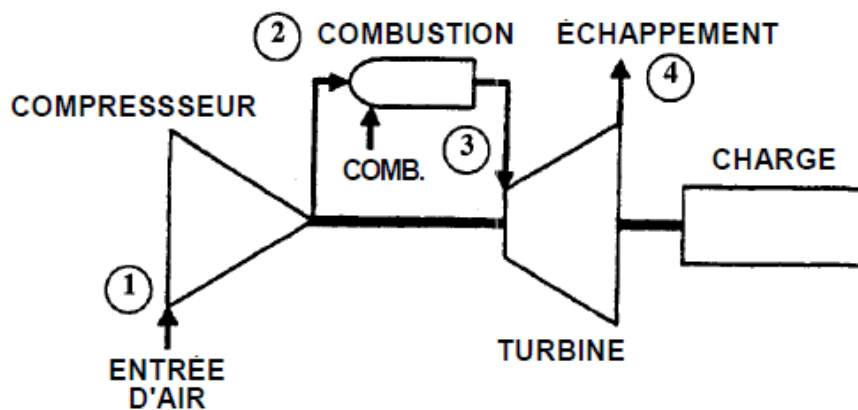 2 COMBUSTION
ÉCHAPPEMENT
4
COMPRESSSEUR
3
COMB.
CHARGE
1
TURBINE
ENTRÉE
D'AIR